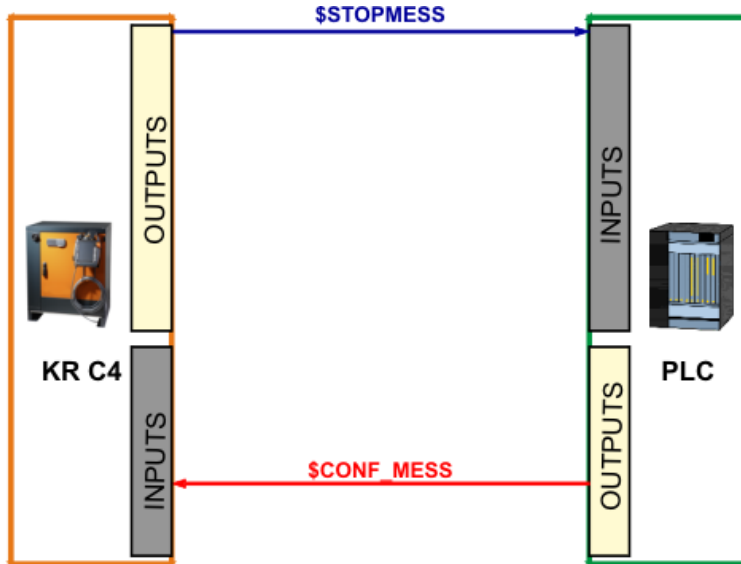 $STOPMESS
OUTPUTS
INPUTS
KR C4
PLC
INPUTS
$CONF_MESS
OUTPUTS